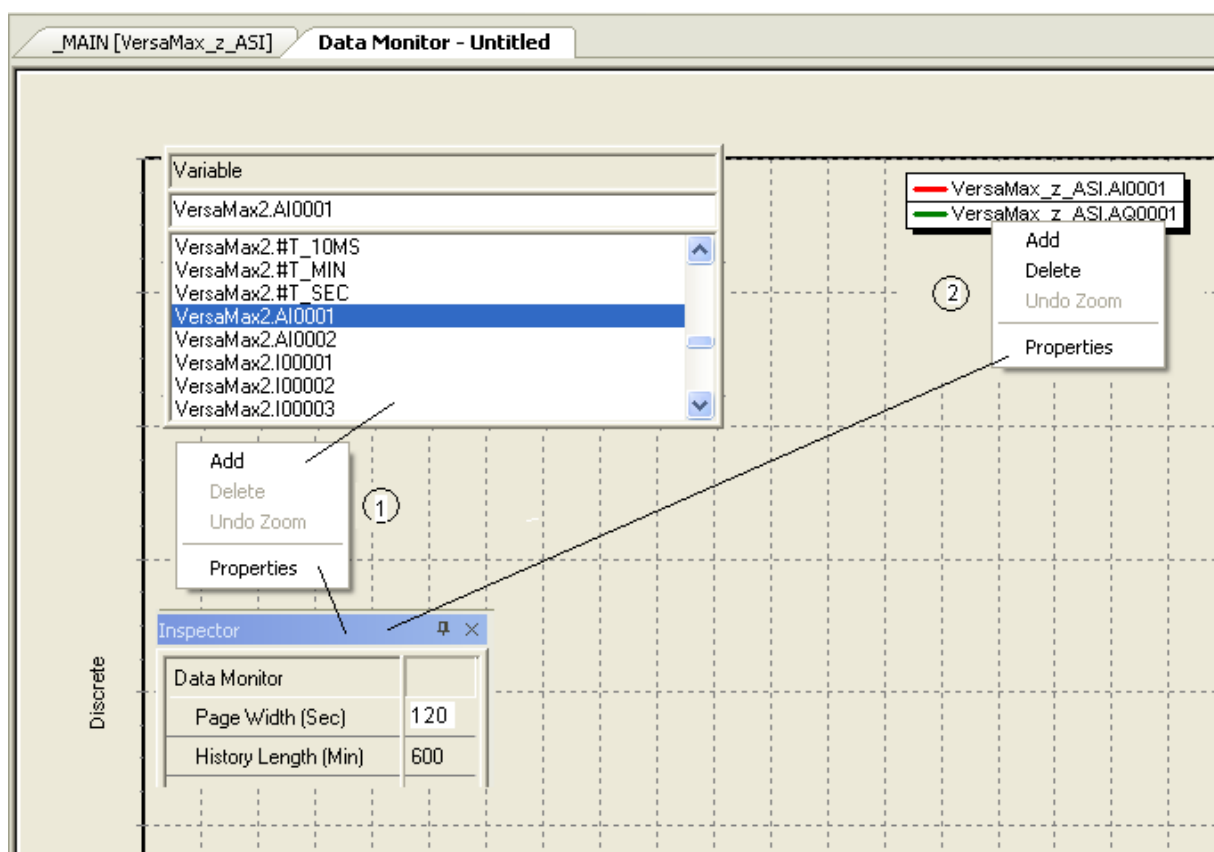 _MAIN [VersaMax_z_ASI]
Data Monitor - Untitled
Variable
VersaMax2.AI0001
VersaMax2.#T_10MS
VersaMax2.#T_MIN
VersaMax2.#T_SEC
VersaMax2.AI0001
VersaMax2.AI0002
VersaMax2.I00001
VersaMax2.I00002
VersaMax2.I00003
VersaMax_z_ASI.AI0001
VersaMax_z_ASI.AQ0001
Add
Delete
Undo Zoom
Properties
2
Add
Delete
Undo Zoom
Properties
1
Inspector
Data Monitor
Page Width (Sec) 120
History Length (Min) 600
Discrete